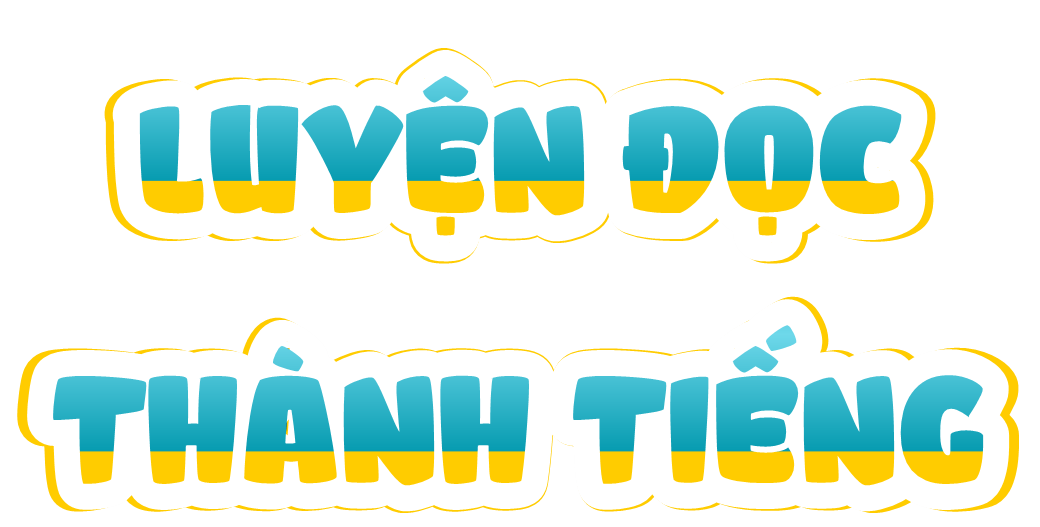 LUYỆN ĐỌC
THÀNH TIẾNG